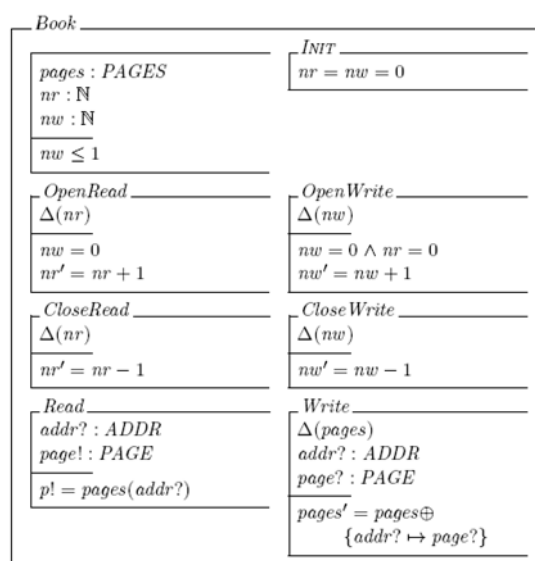 Book
pages : PAGES
nr : ℕ
nw : ℕ
nw ≤ 1
INIT
nr = nw = 0
OpenRead
Δ(nr)
nw = 0
nr′ = nr + 1
OpenWrite
Δ(nw)
nw = 0 ∧ nr = 0
nw′ = nw + 1
CloseRead
Δ(nr)
nr′ = nr − 1
CloseWrite
Δ(nw)
nw′ = nw − 1
Read
addr? : ADDR
page! : PAGE
p! = pages(addr?)
Write
Δ(pages)
addr? : ADDR
page? : PAGE
pages′ = pages⊕
{addr? ↦ page?}